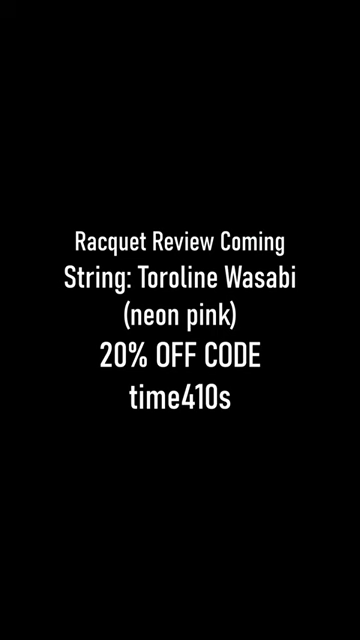 Racquet Review Coming
String: Toroline Wasabi
(neon pink)
20% OFF CODE
time410s